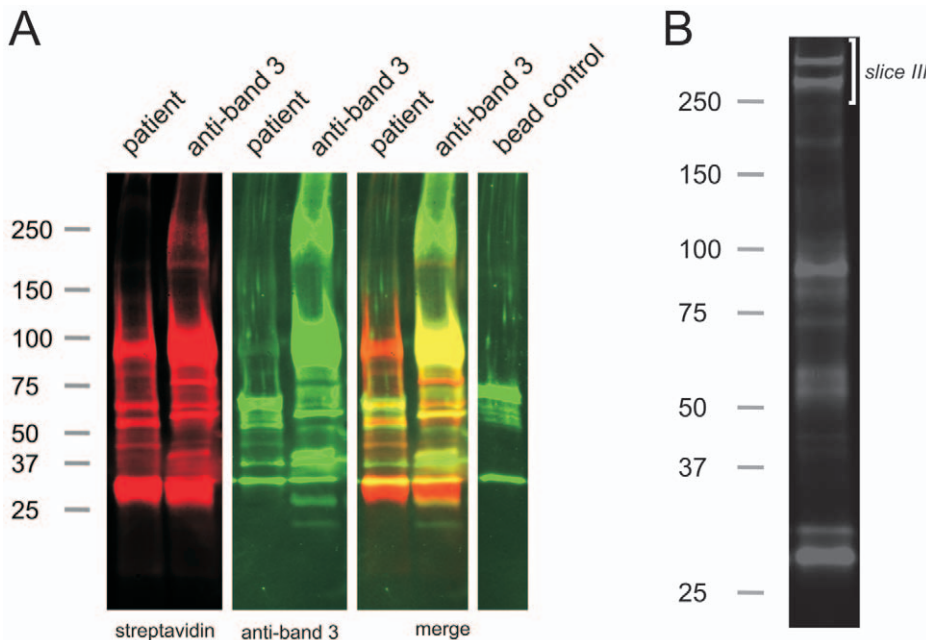 A
B
patient
anti-band 3
patient
anti-band 3
patient
anti-band 3
bead control
slice III
250
150
100
75
50
37
25
250
150
100
75
50
37
25
streptavidin
anti-band 3
merge